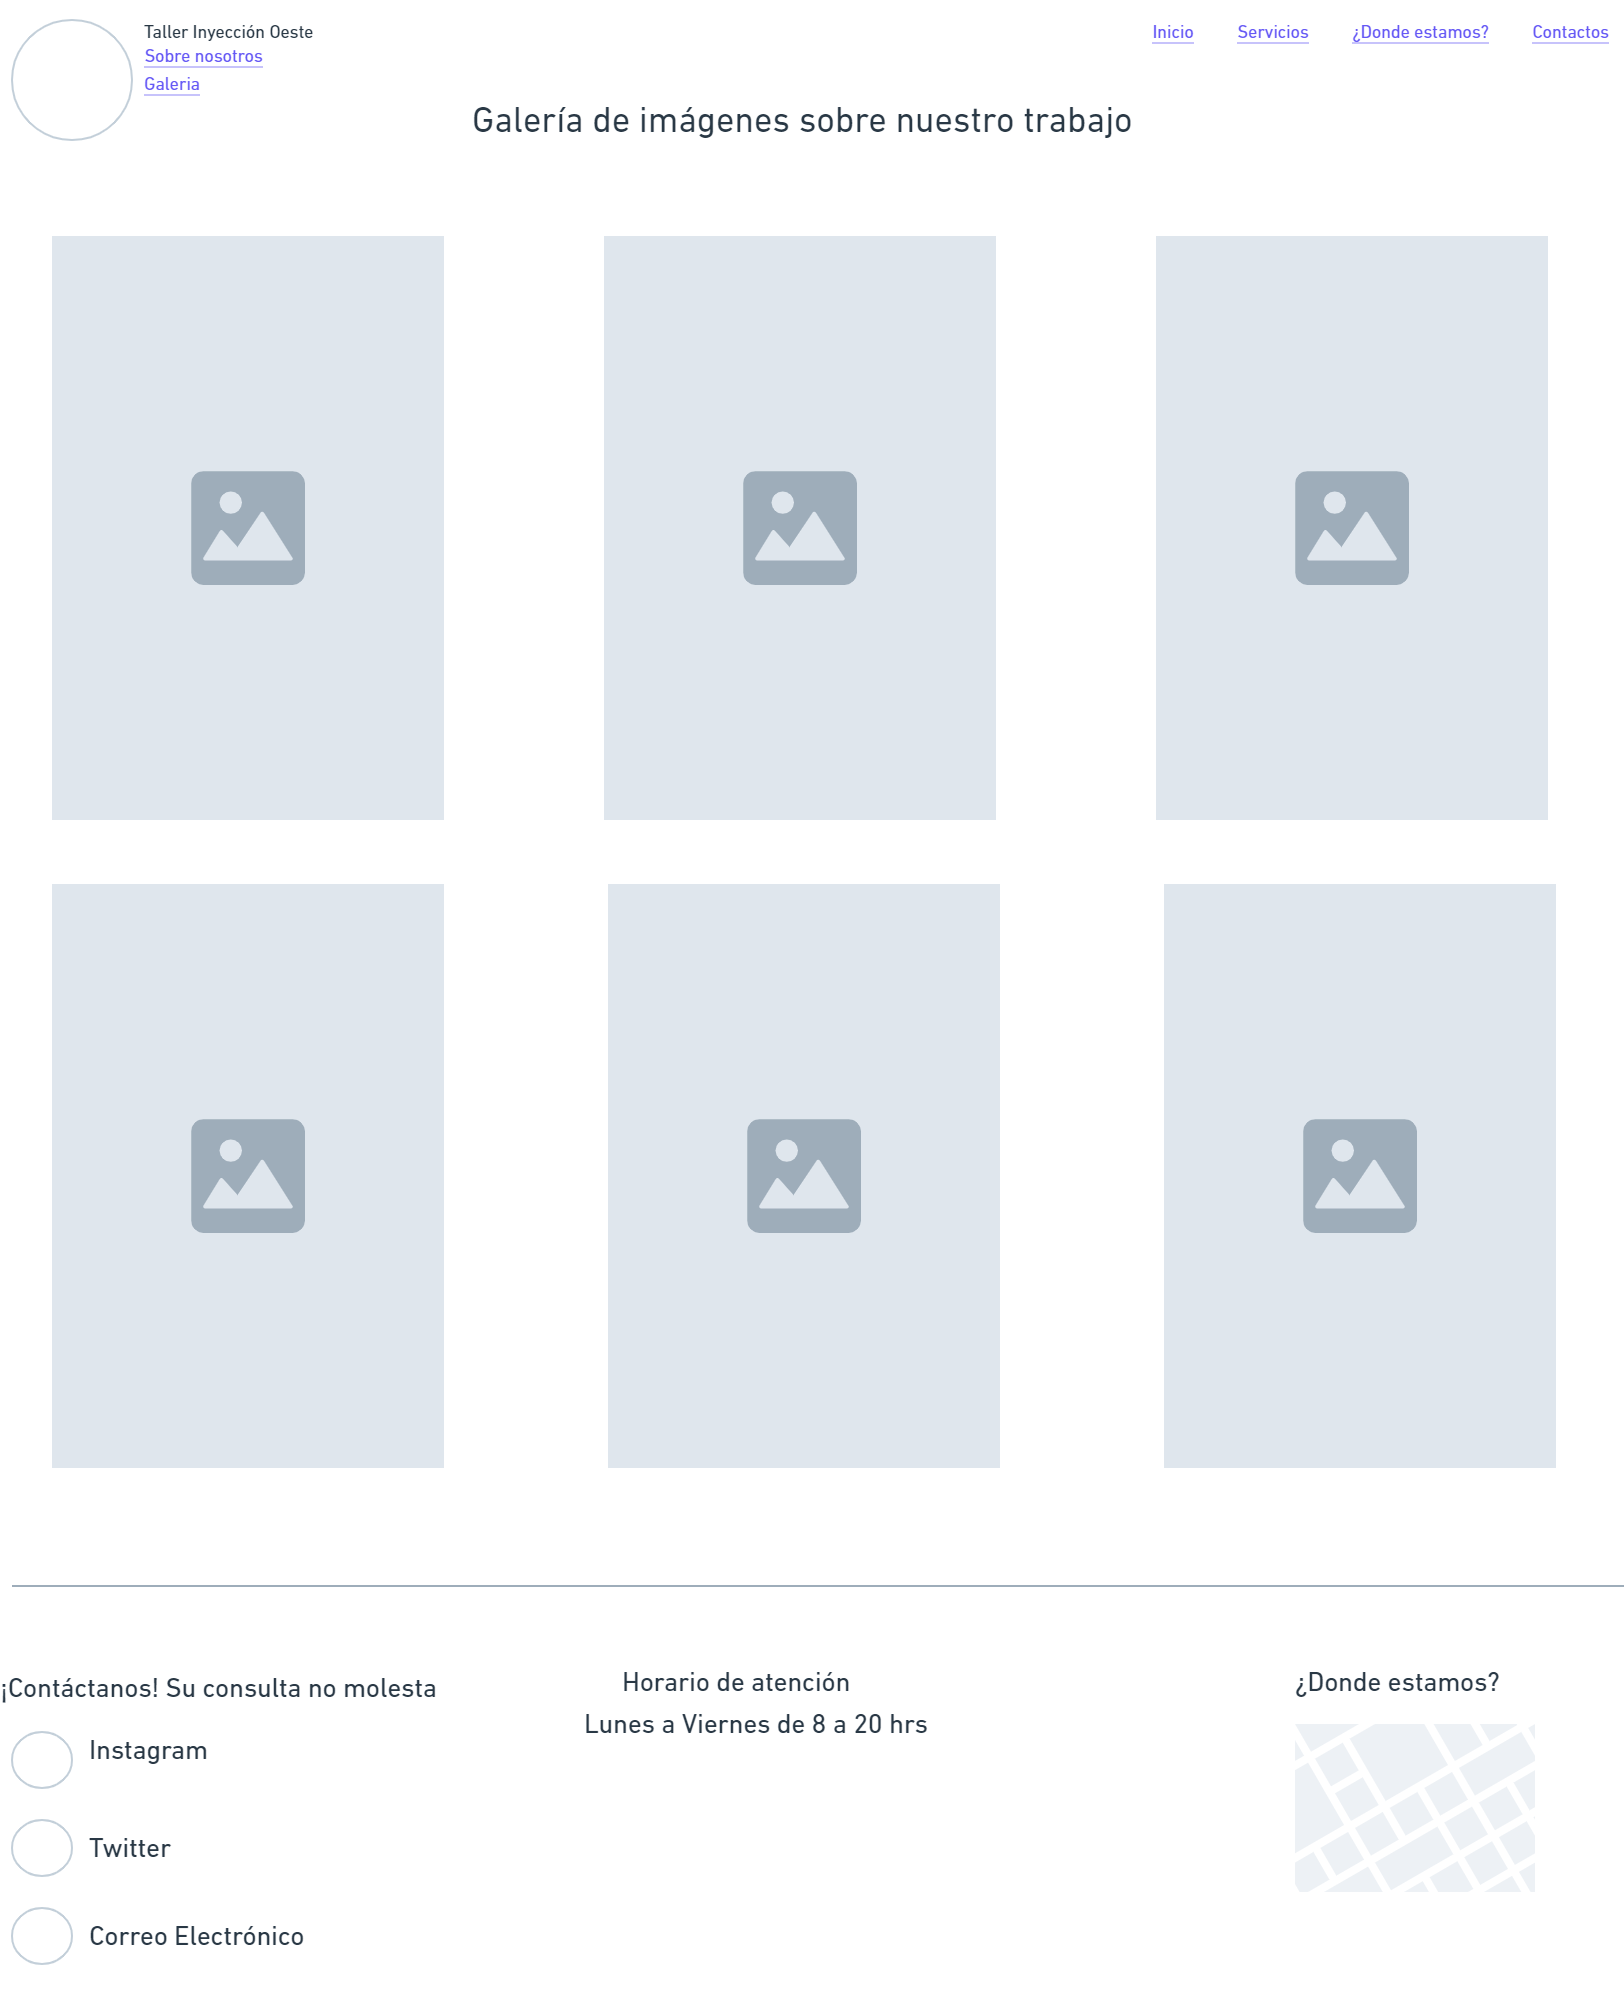 Taller Inyección Oeste
Sobre nosotros
Galeria
Inicio
Servicios
¿Donde estamos?
Contactos
Galería de imágenes sobre nuestro trabajo
¡Contáctanos! Su consulta no molesta
Instagram
Twitter
Correo Electrónico
Horario de atención
Lunes a Viernes de 8 a 20 hrs
¿Donde estamos?